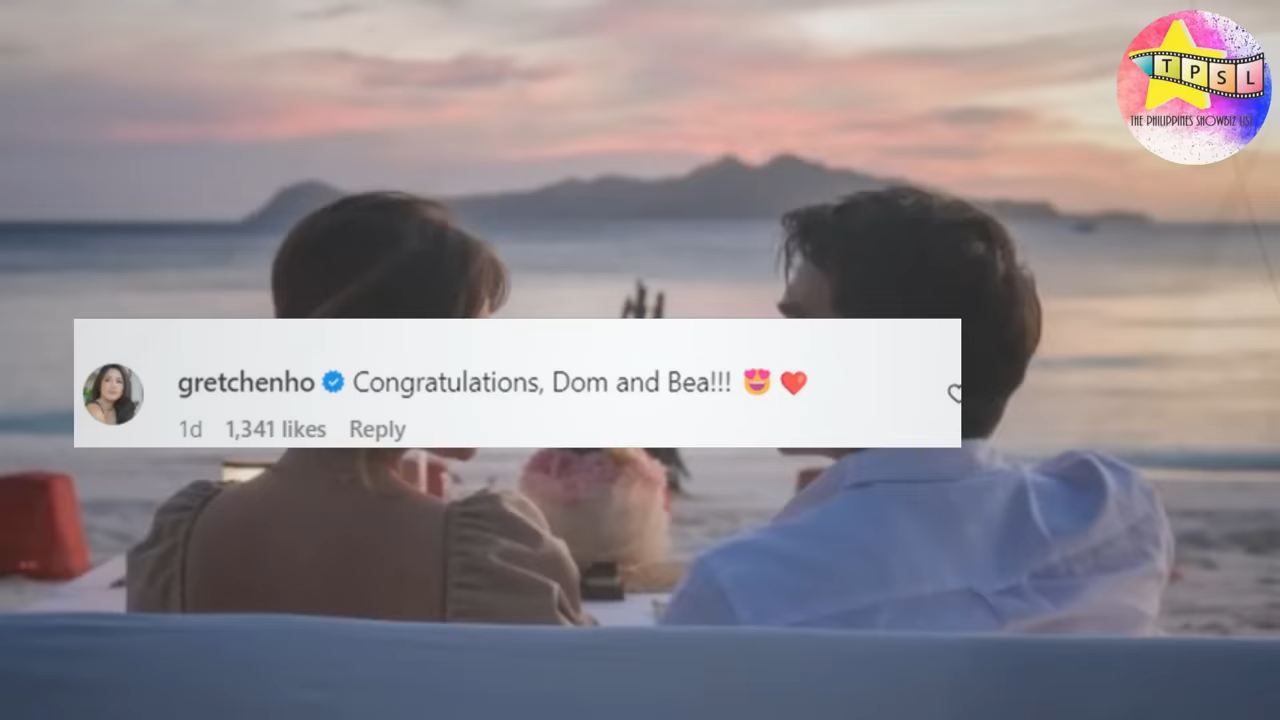 T P S L
THE PHILIPPINES SHOWBIZ LIST
gretchenho Congratulations, Dom and Bea!!! 😍 ❤️
1d 1,341 likes Reply